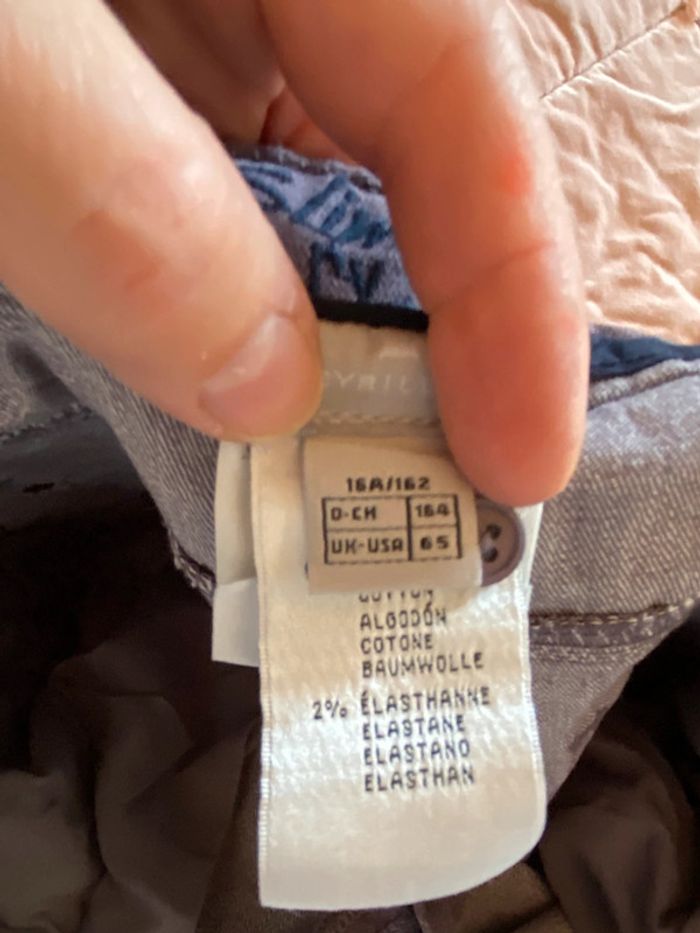 16A/162
D-CH 164
UK-USA 65
ALGODÓN
COTONE
BAUMWOLLE
2% ÉLASTHANNE
ELASTANE
ELASTANO
ELASTHAN